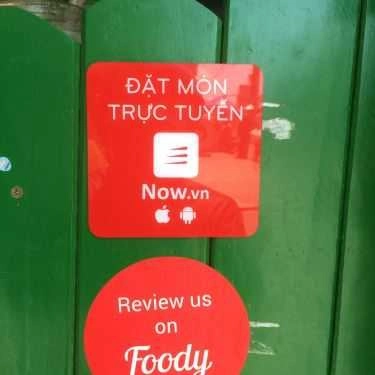 ĐẶT MÓN
TRỰC TUYẾN
Now.vn
Review us
on
Foody